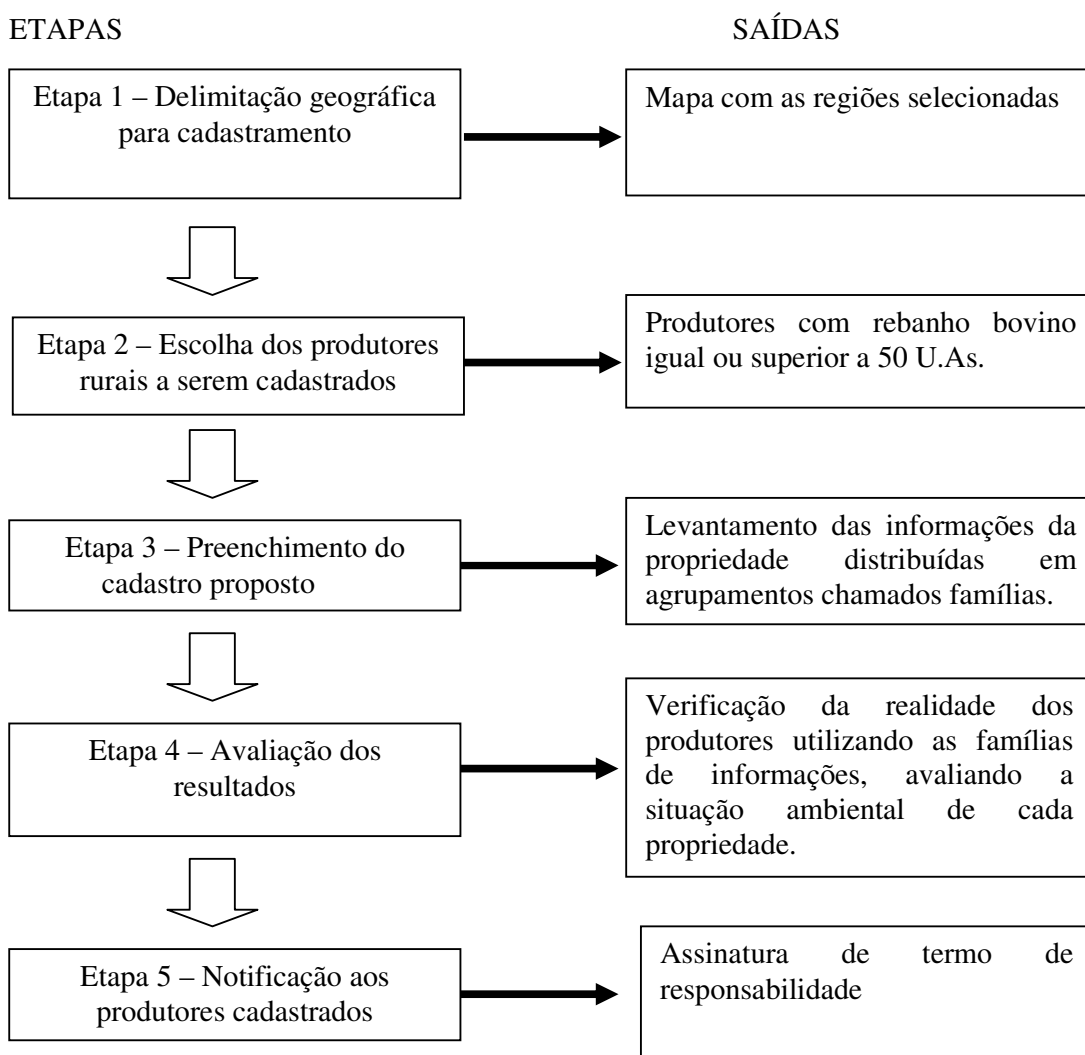 ETAPAS
SAÍDAS
Etapa 1 – Delimitação geográfica
para cadastramento
Mapa com as regiões selecionadas
Etapa 2 – Escolha dos produtores
rurais a serem cadastrados
Produtores com rebanho bovino
igual ou superior a 50 U.As.
Etapa 3 – Preenchimento do
cadastro proposto
Levantamento das informações da
propriedade distribuídas em
agrupamentos chamados famílias.
Etapa 4 – Avaliação dos
resultados
Verificação da realidade dos
produtores utilizando as famílias
de informações, avaliando a
situação ambiental de cada
propriedade.
Etapa 5 – Notificação aos
produtores cadastrados
Assinatura de termo de
responsabilidade